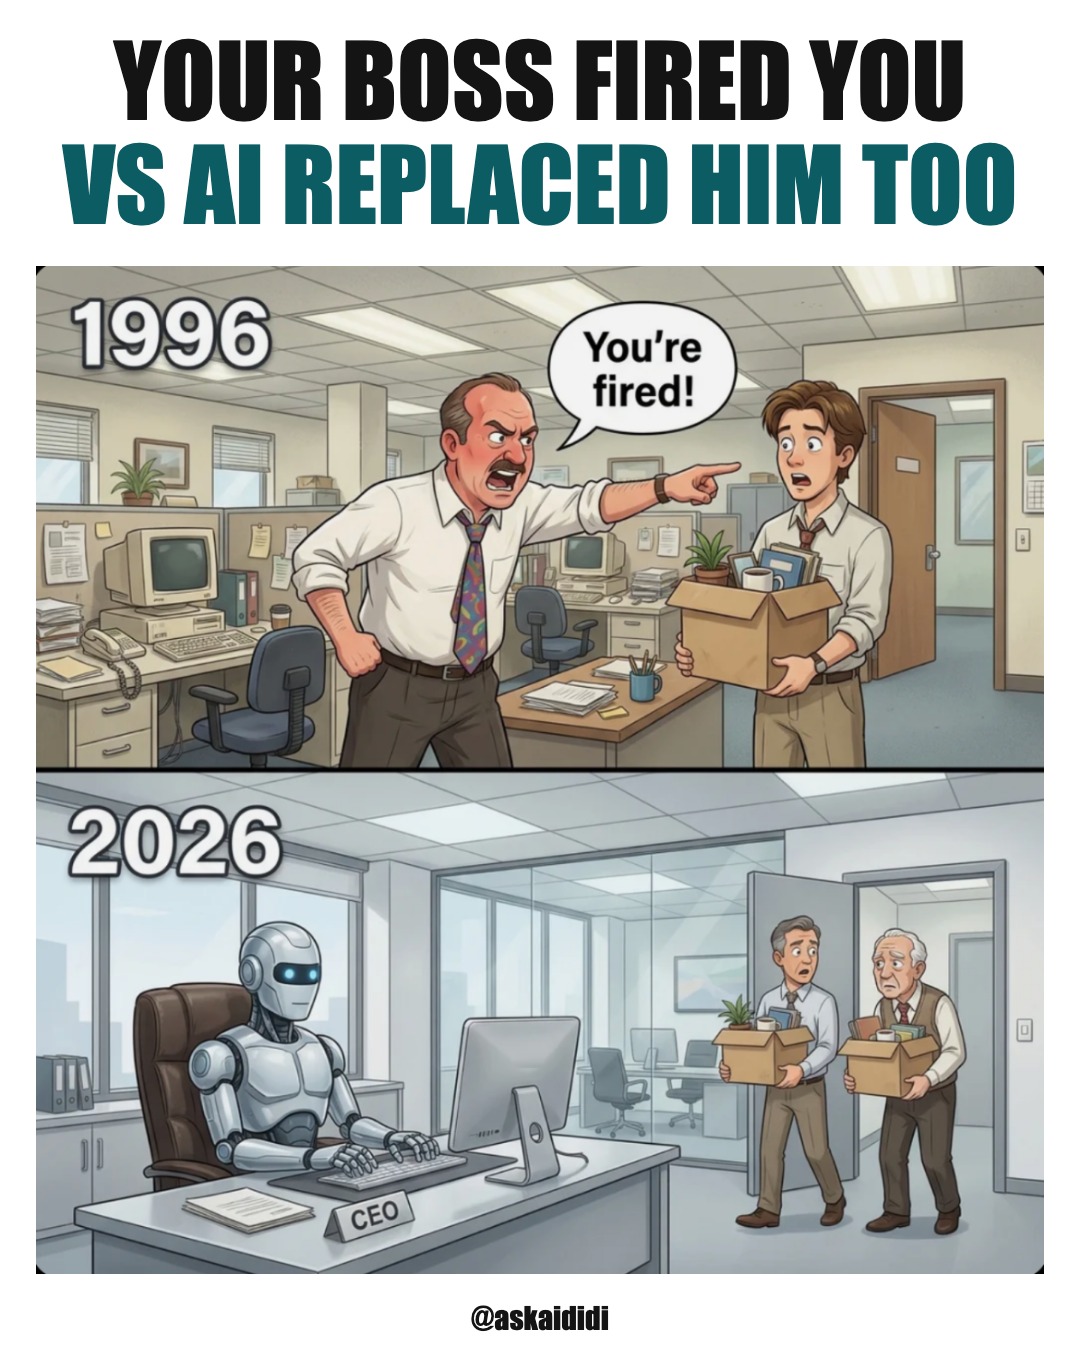 YOUR BOSS FIRED YOU
VS AI REPLACED HIM TOO
1996
You're
fired!
2026
CEO
@askaididi